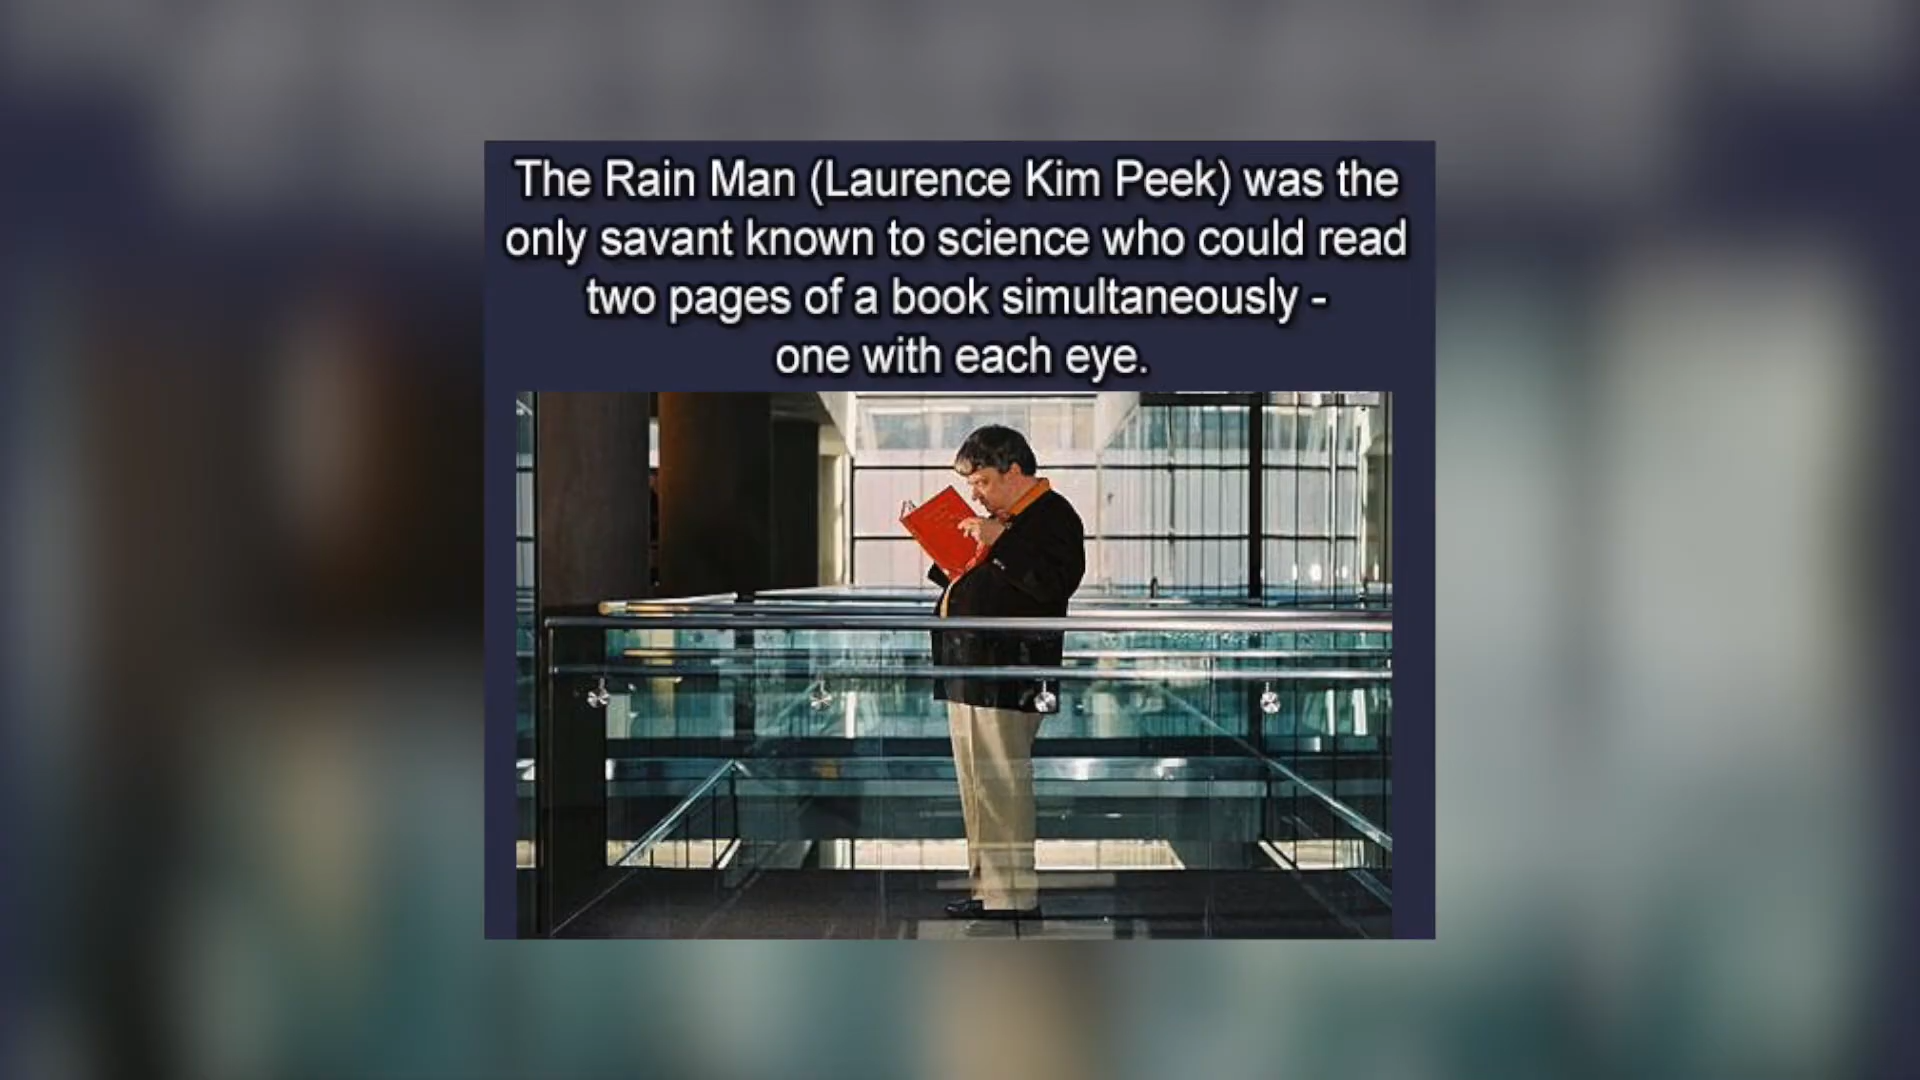 The Rain Man (Laurence Kim Peek) was the
only savant known to science who could read
two pages of a book simultaneously -
one with each eye.